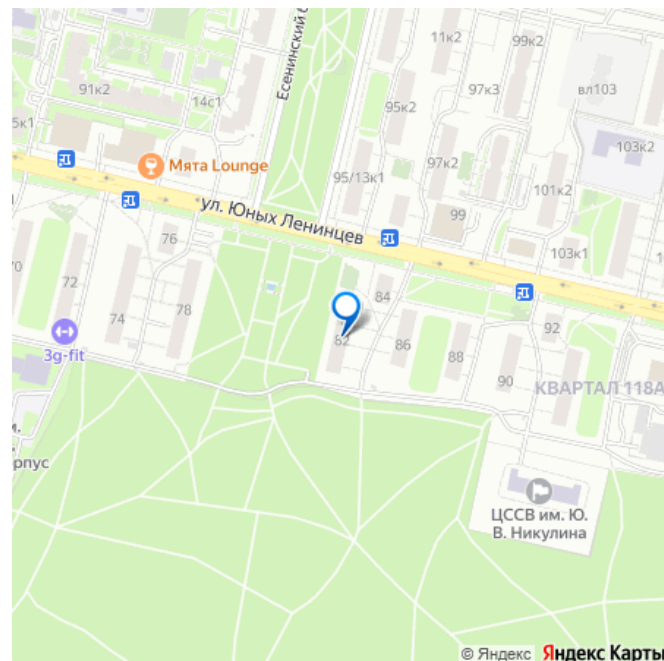 11к2
99к2
91к2
14с1
Есенинский б
97к3
вл103
95к2
5к1
Мята Lounge
103к2
97к2
95/13к1
101к2
ул. Юных Ленинцев
99
76
103к1
70
72
84
78
74
82
86
92
3g-fit
88
90
КВАРТАЛ 118А
м.
рпус
ЦССВ им. Ю.
В. Никулина
© Яндекс Яндекс Карты